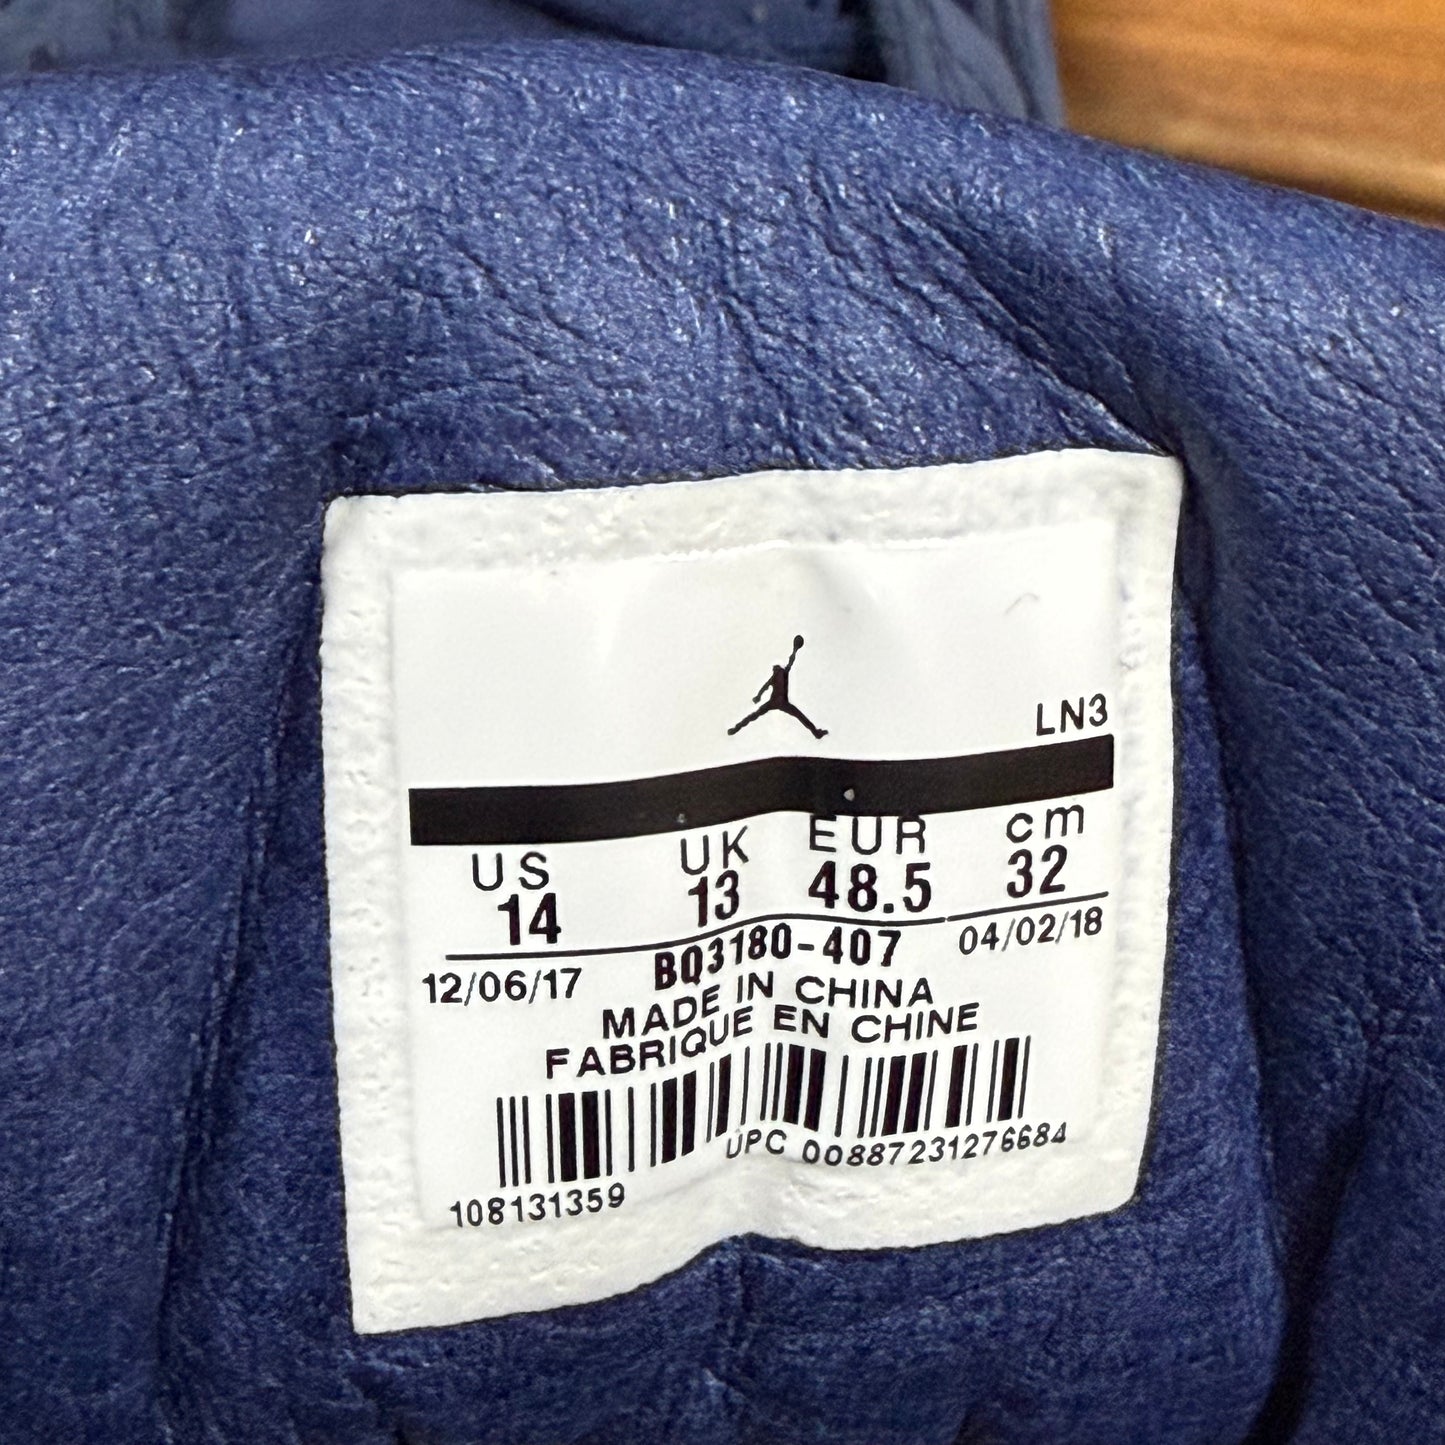 LN3
US UK EUR cm
14 13 48.5 32
12/06/17 BQ3180-407 04/02/18
MADE IN CHINA
FABRIQUE EN CHINE
UPC 00887231276684
108131359